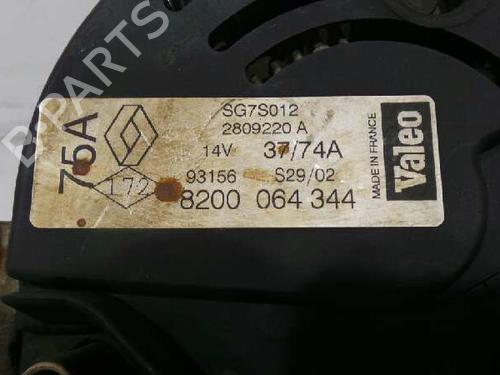 SG7S012
2809220 A
14V 37/74A
93156 S29/02
8200 064 344
75A
172
Valeo
MADE IN FRANCE
B-PARTS